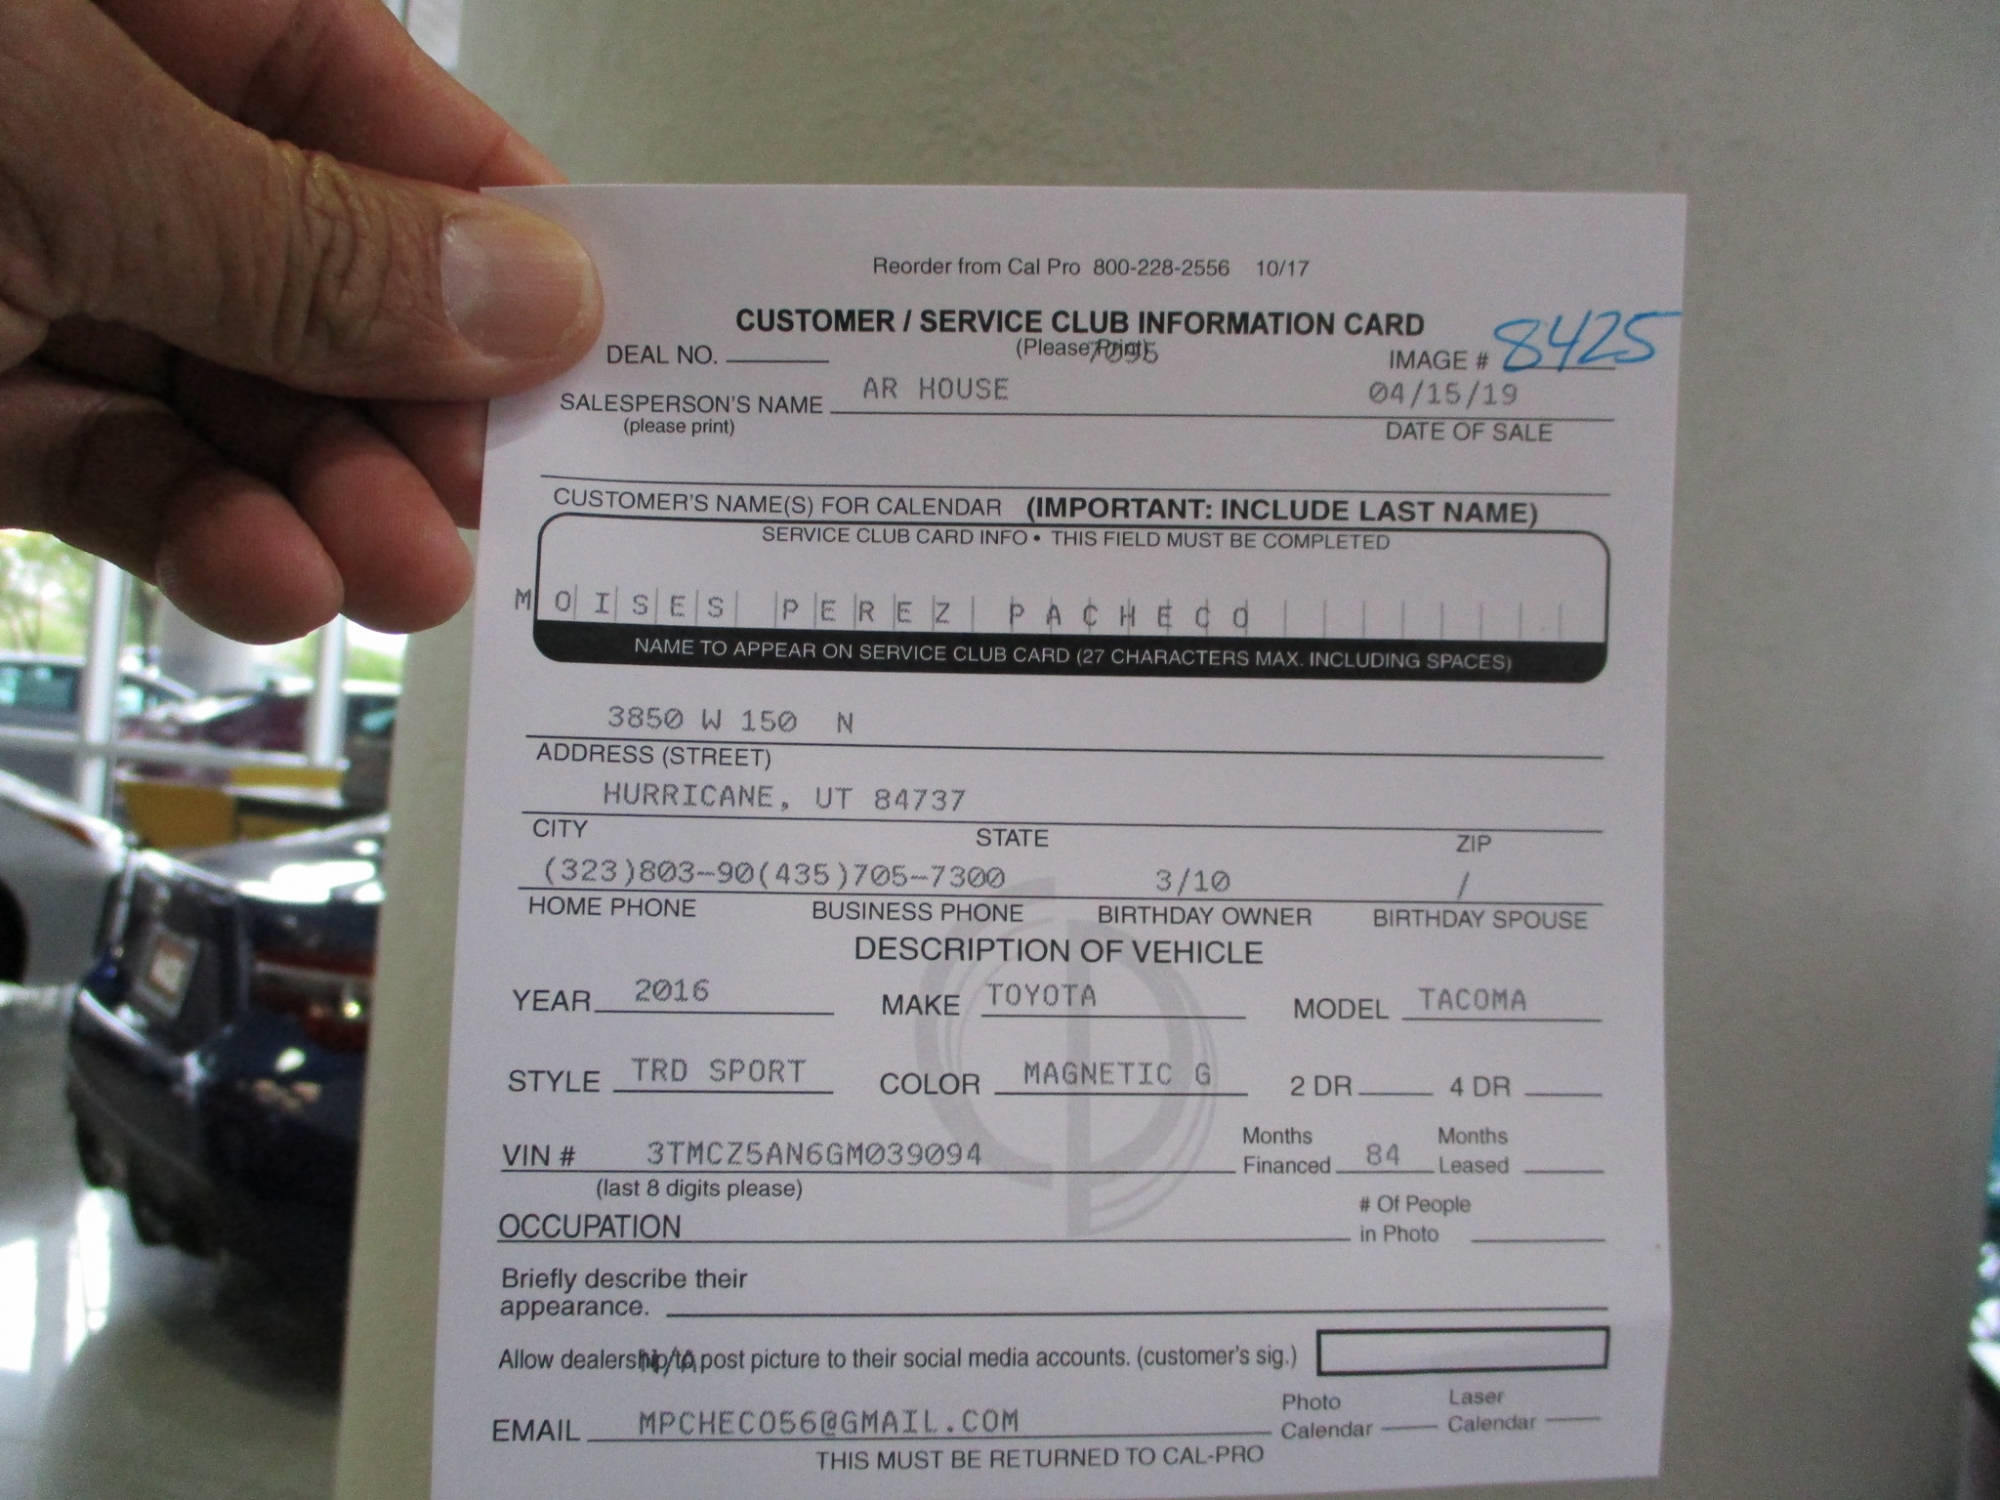 Reorder from Cal Pro 800-228-2556 10/17
CUSTOMER / SERVICE CLUB INFORMATION CARD
(Please Print) 7095
DEAL NO. IMAGE # 8425
SALESPERSON'S NAME AR HOUSE 04/15/19
(please print) DATE OF SALE
CUSTOMER'S NAME(S) FOR CALENDAR (IMPORTANT: INCLUDE LAST NAME)
SERVICE CLUB CARD INFO • THIS FIELD MUST BE COMPLETED
MOISES PEREZ PACHECO
NAME TO APPEAR ON SERVICE CLUB CARD (27 CHARACTERS MAX. INCLUDING SPACES)
3850 W 150 N
ADDRESS (STREET)
HURRICANE, UT 84737
CITY STATE ZIP
(323)803-90(435)705-7300 3/10 /
HOME PHONE BUSINESS PHONE BIRTHDAY OWNER BIRTHDAY SPOUSE
DESCRIPTION OF VEHICLE
YEAR 2016 MAKE TOYOTA MODEL TACOMA
STYLE TRD SPORT COLOR MAGNETIC G 2 DR 4 DR
VIN # 3TMCZ5AN6GM039094 Months Financed 84 Months Leased
(last 8 digits please)
OCCUPATION # Of People in Photo
Briefly describe their
appearance.
Allow dealership to post picture to their social media accounts. (customer's sig.)
N/A
EMAIL MPCHECO56@GMAIL.COM Photo Calendar Laser Calendar
THIS MUST BE RETURNED TO CAL-PRO